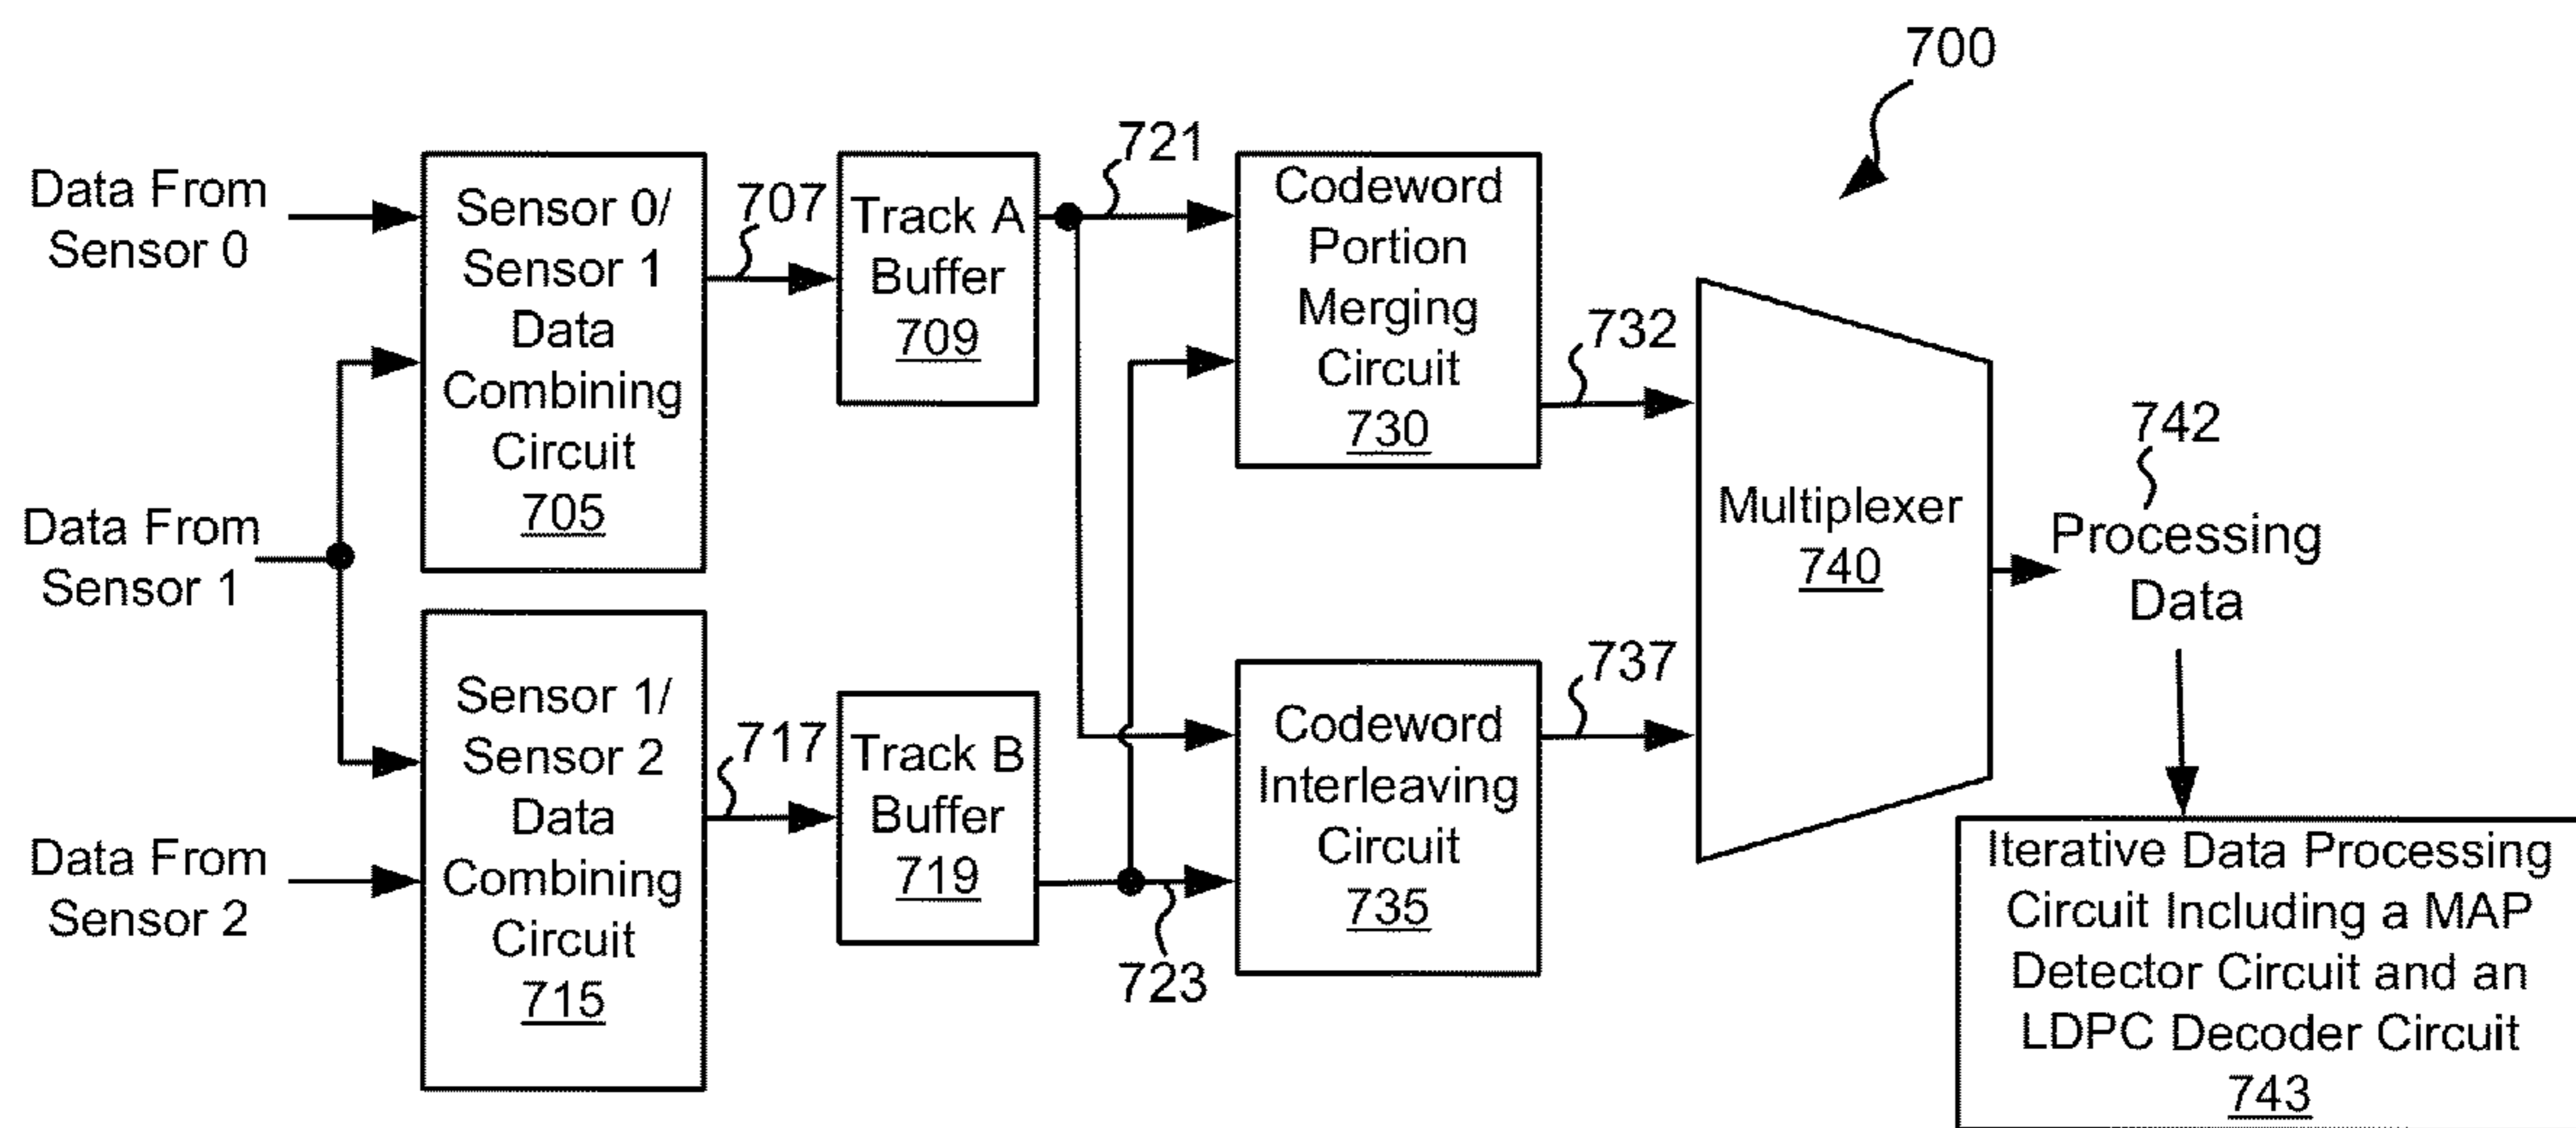 700
Data From
Sensor 0
Sensor 0/
Sensor 1
Data
Combining
Circuit
705
707
Track A
Buffer
709
721
Codeword
Portion
Merging
Circuit
730
732
Data From
Sensor 1
Multiplexer
740
742
Processing
Data
Data From
Sensor 2
Sensor 1/
Sensor 2
Data
Combining
Circuit
715
717
Track B
Buffer
719
723
Codeword
Interleaving
Circuit
735
737
Iterative Data Processing
Circuit Including a MAP
Detector Circuit and an
LDPC Decoder Circuit
743